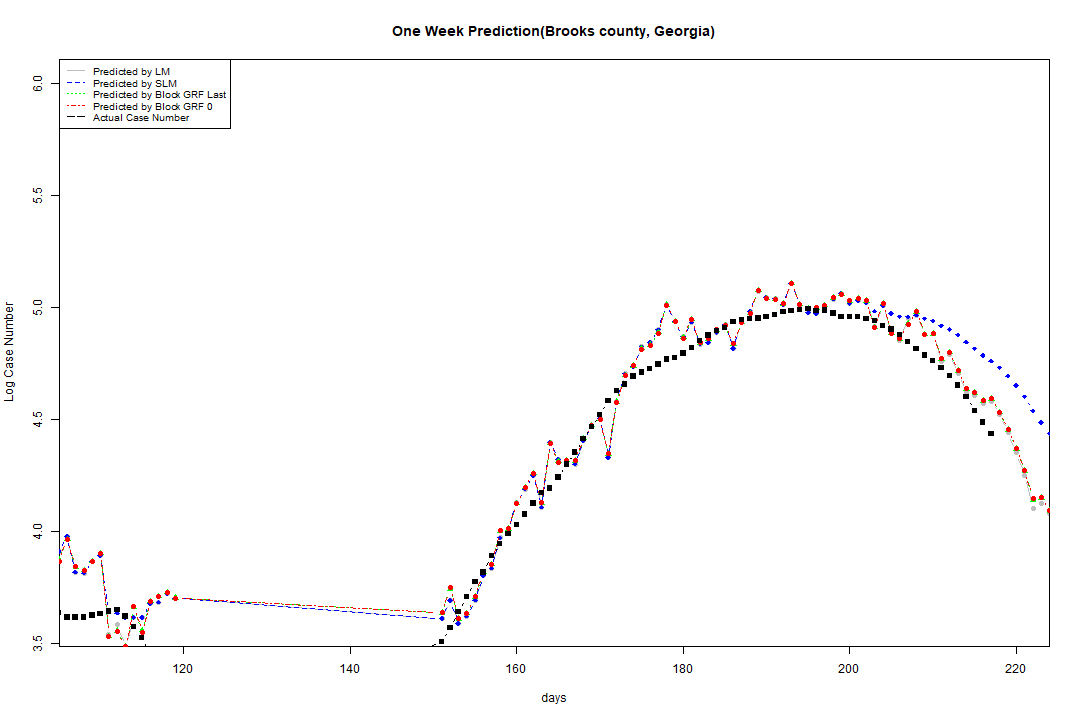 One Week Prediction(Brooks county, Georgia)
Predicted by LM
Predicted by SLM
Predicted by Block GRF Last
Predicted by Block GRF 0
Actual Case Number
6.0
5.5
5.0
4.5
4.0
3.5
Log Case Number
120 140 160 180 200 220
days